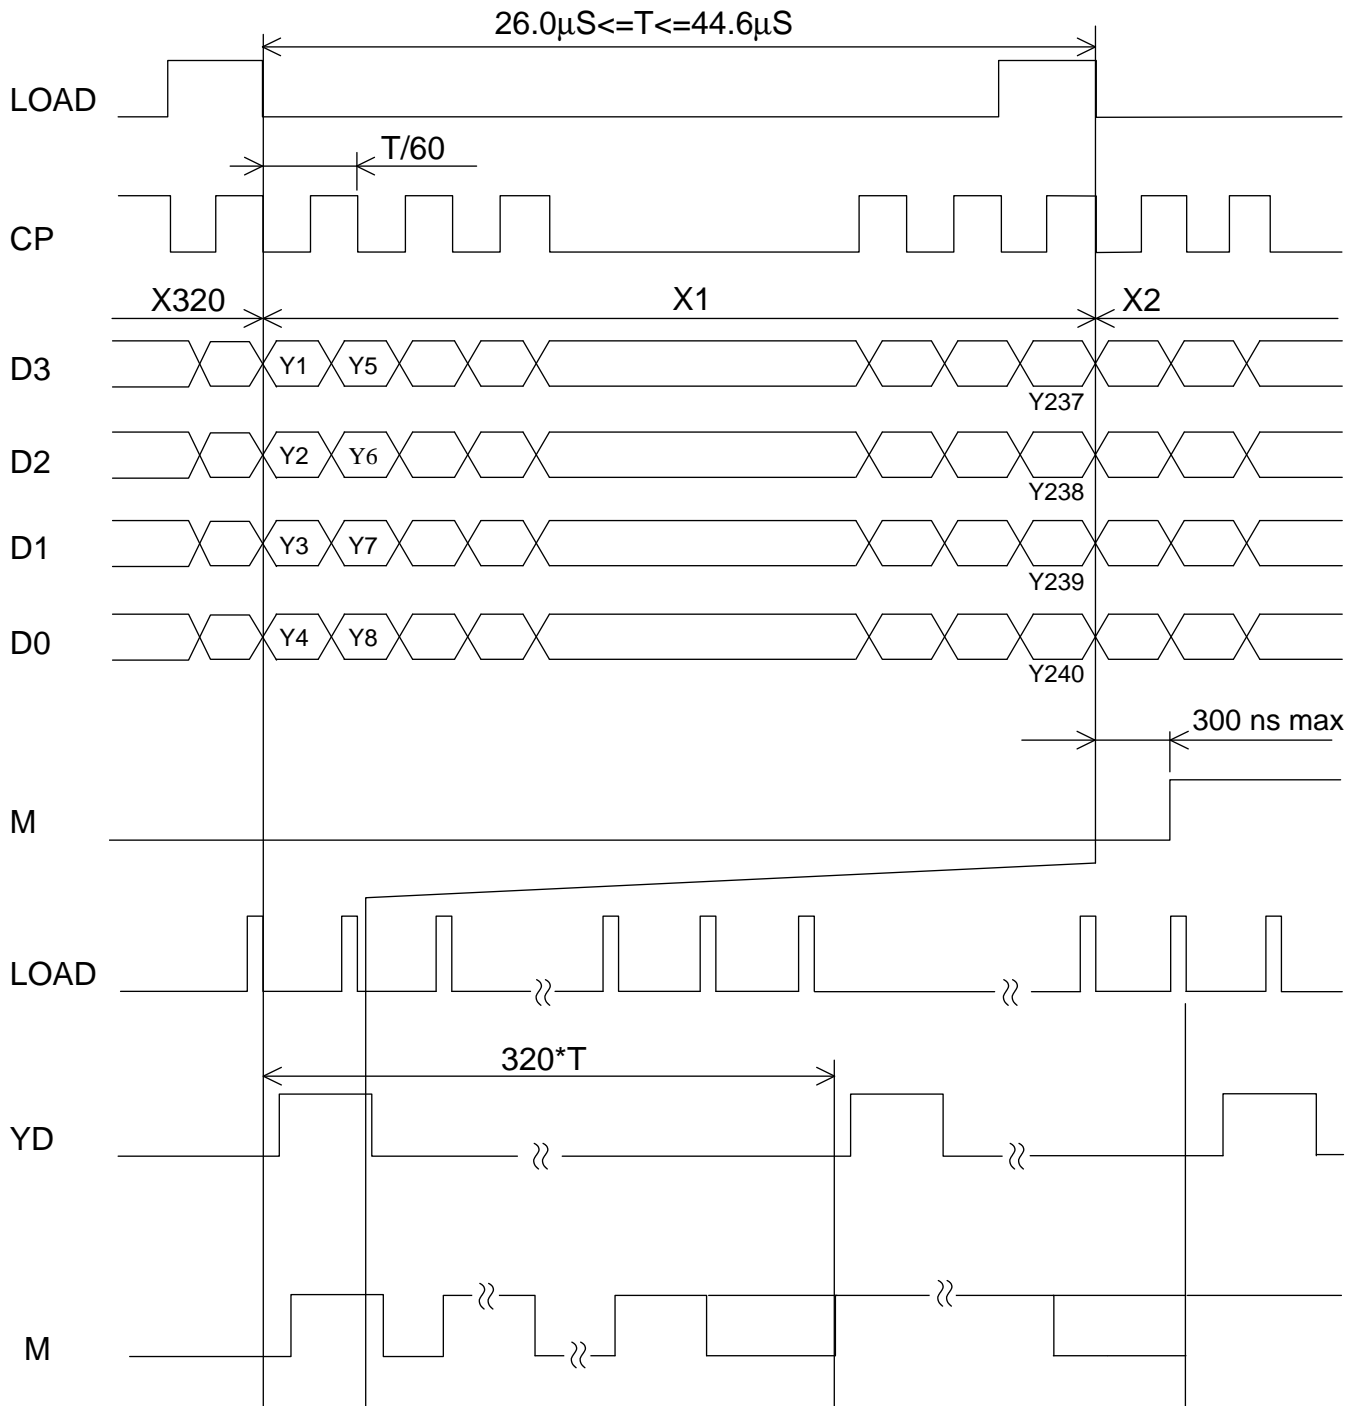 26.0μS<=T<=44.6μS
LOAD
T/60
CP
X320 X1 X2
D3 Y1 Y5
Y237
D2 Y2 Y6
Y238
D1 Y3 Y7
Y239
D0 Y4 Y8
Y240
300 ns max
M
LOAD
320*T
YD
M